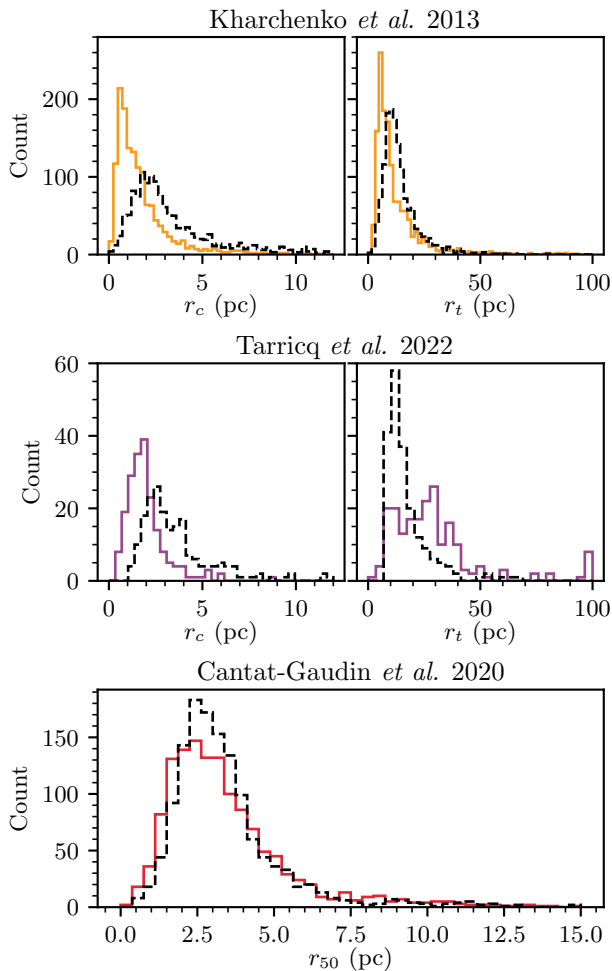 Kharchenko et al. 2013
Count
200
100
0
0 5 10
0 50 100
r_c (pc)
r_t (pc)
Tarricq et al. 2022
Count
60
40
20
0
0 5 10
0 50 100
r_c (pc)
r_t (pc)
Cantat-Gaudin et al. 2020
Count
150
100
50
0
0.0 2.5 5.0 7.5 10.0 12.5 15.0
r_50 (pc)